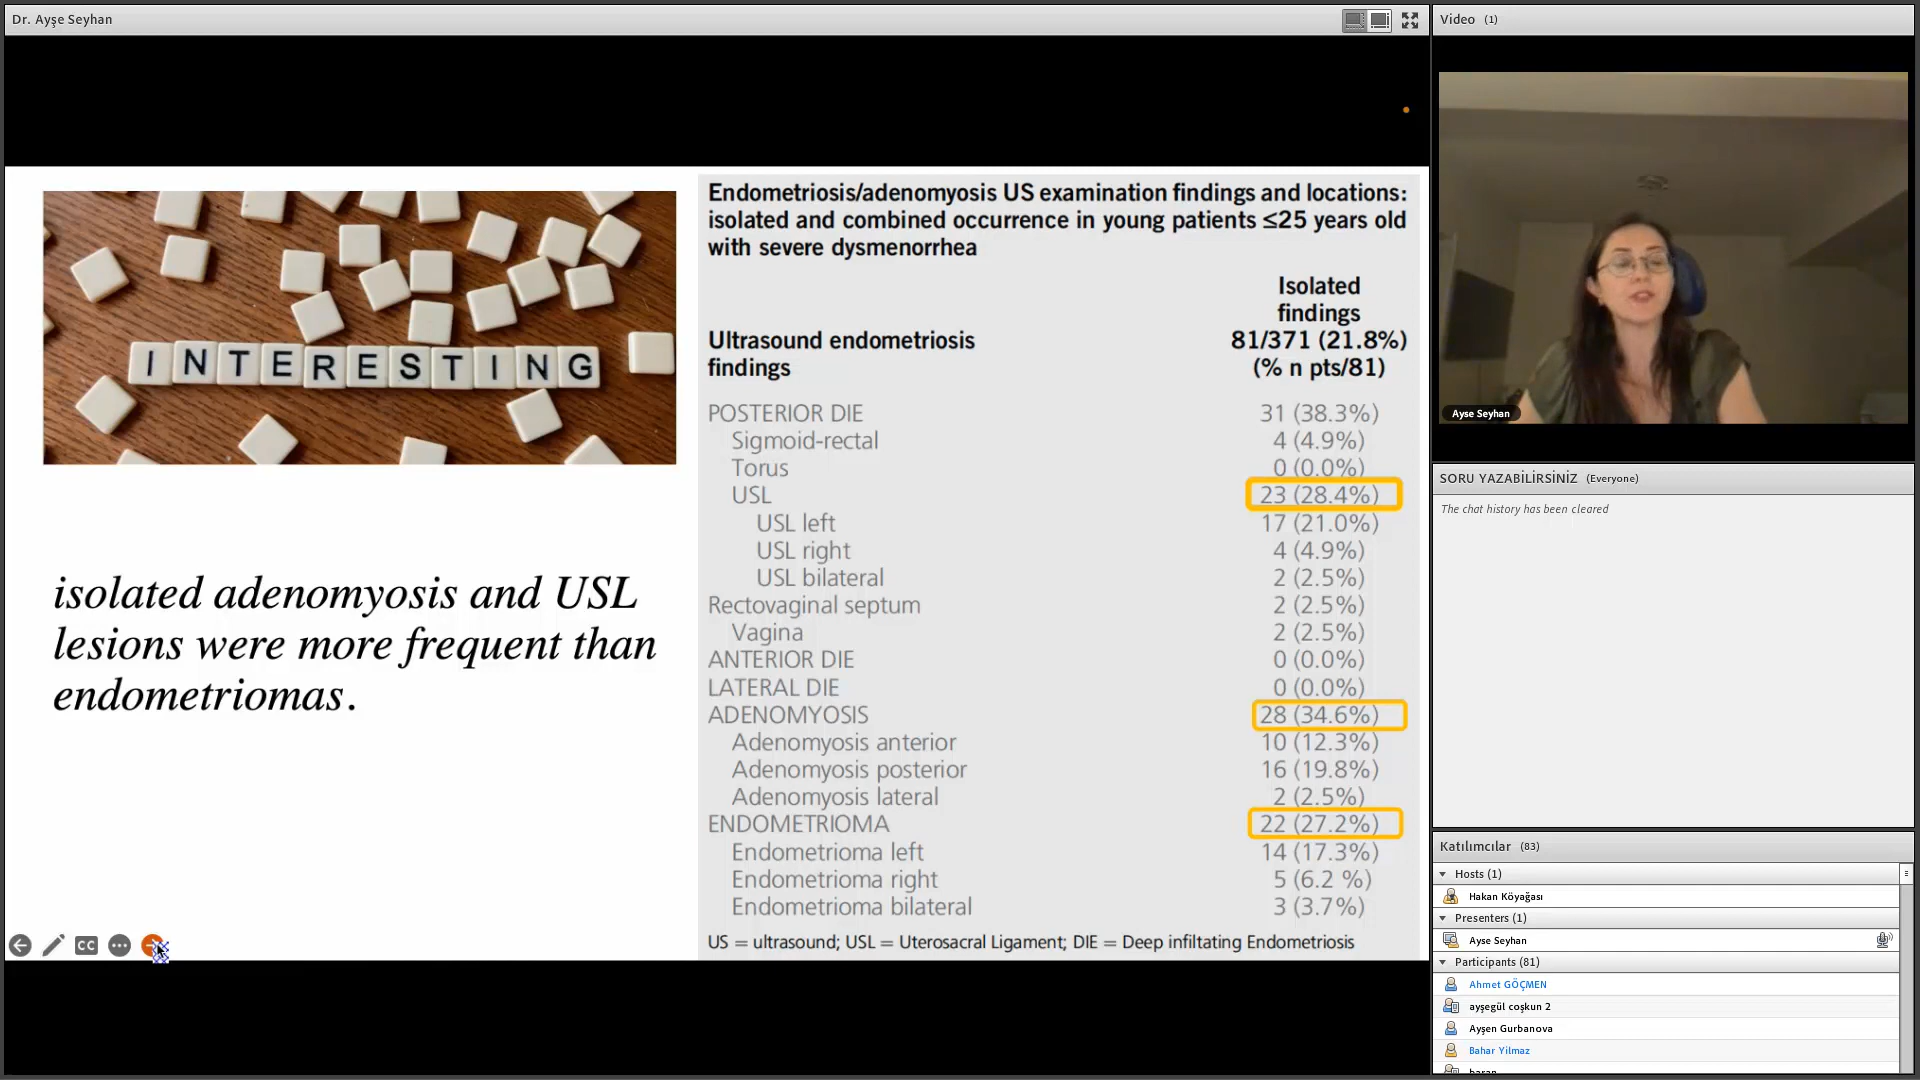 Dr. Ayşe Seyhan
INTERESTING
isolated adenomyosis and USL
lesions were more frequent than
endometriomas.
Endometriosis/adenomyosis US examination findings and locations:
isolated and combined occurrence in young patients ≤25 years old
with severe dysmenorrhea
Isolated
findings
Ultrasound endometriosis 81/371 (21.8%)
findings (% n pts/81)
POSTERIOR DIE 31 (38.3%)
Sigmoid-rectal 4 (4.9%)
Torus 0 (0.0%)
USL 23 (28.4%)
USL left 17 (21.0%)
USL right 4 (4.9%)
USL bilateral 2 (2.5%)
Rectovaginal septum 2 (2.5%)
Vagina 2 (2.5%)
ANTERIOR DIE 0 (0.0%)
LATERAL DIE 0 (0.0%)
ADENOMYOSIS 28 (34.6%)
Adenomyosis anterior 10 (12.3%)
Adenomyosis posterior 16 (19.8%)
Adenomyosis lateral 2 (2.5%)
ENDOMETRIOMA 22 (27.2%)
Endometrioma left 14 (17.3%)
Endometrioma right 5 (6.2 %)
Endometrioma bilateral 3 (3.7%)
US = ultrasound; USL = Uterosacral Ligament; DIE = Deep infiltating Endometriosis
CC
Video (1)
Ayse Seyhan
SORU YAZABİLİRSİNİZ (Everyone)
The chat history has been cleared
Katılımcılar (83)
Hosts (1)
Hakan Köyağası
Presenters (1)
Ayse Seyhan
Participants (81)
Ahmet GÖÇMEN
ayşegül coşkun 2
Ayşen Gurbanova
Bahar Yilmaz